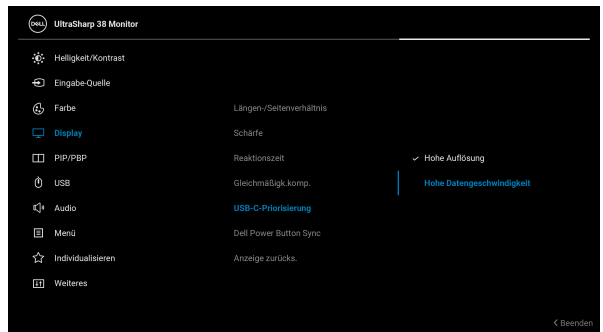 DELL UltraSharp 38 Monitor
Helligkeit/Kontrast
Eingabe-Quelle
Farbe
Längen-/Seitenverhältnis
Display
Schärfe
PIP/PBP
Reaktionszeit
Hohe Auflösung
USB
Gleichmäßigk.komp.
Hohe Datengeschwindigkeit
Audio
USB-C-Priorisierung
Menü
Dell Power Button Sync
Individualisieren
Anzeige zurücks.
Weiteres
Beenden